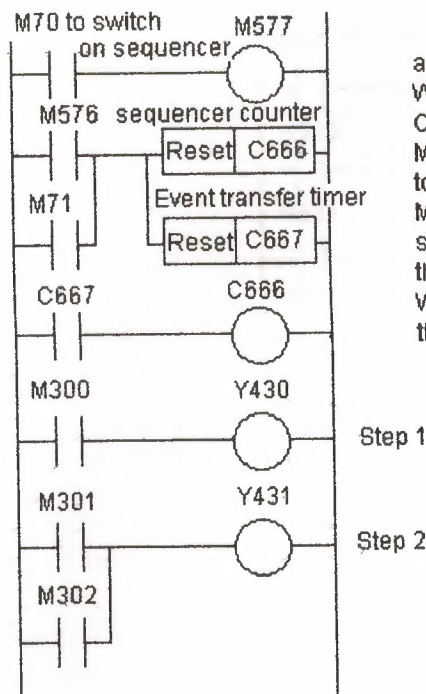 M70 to switch
on sequencer
M577
M576 sequencer counter
Reset C666
M71
Event transfer timer
Reset C667
C667 C666
M300 Y430
Step 1
M301 Y431
Step 2
M302